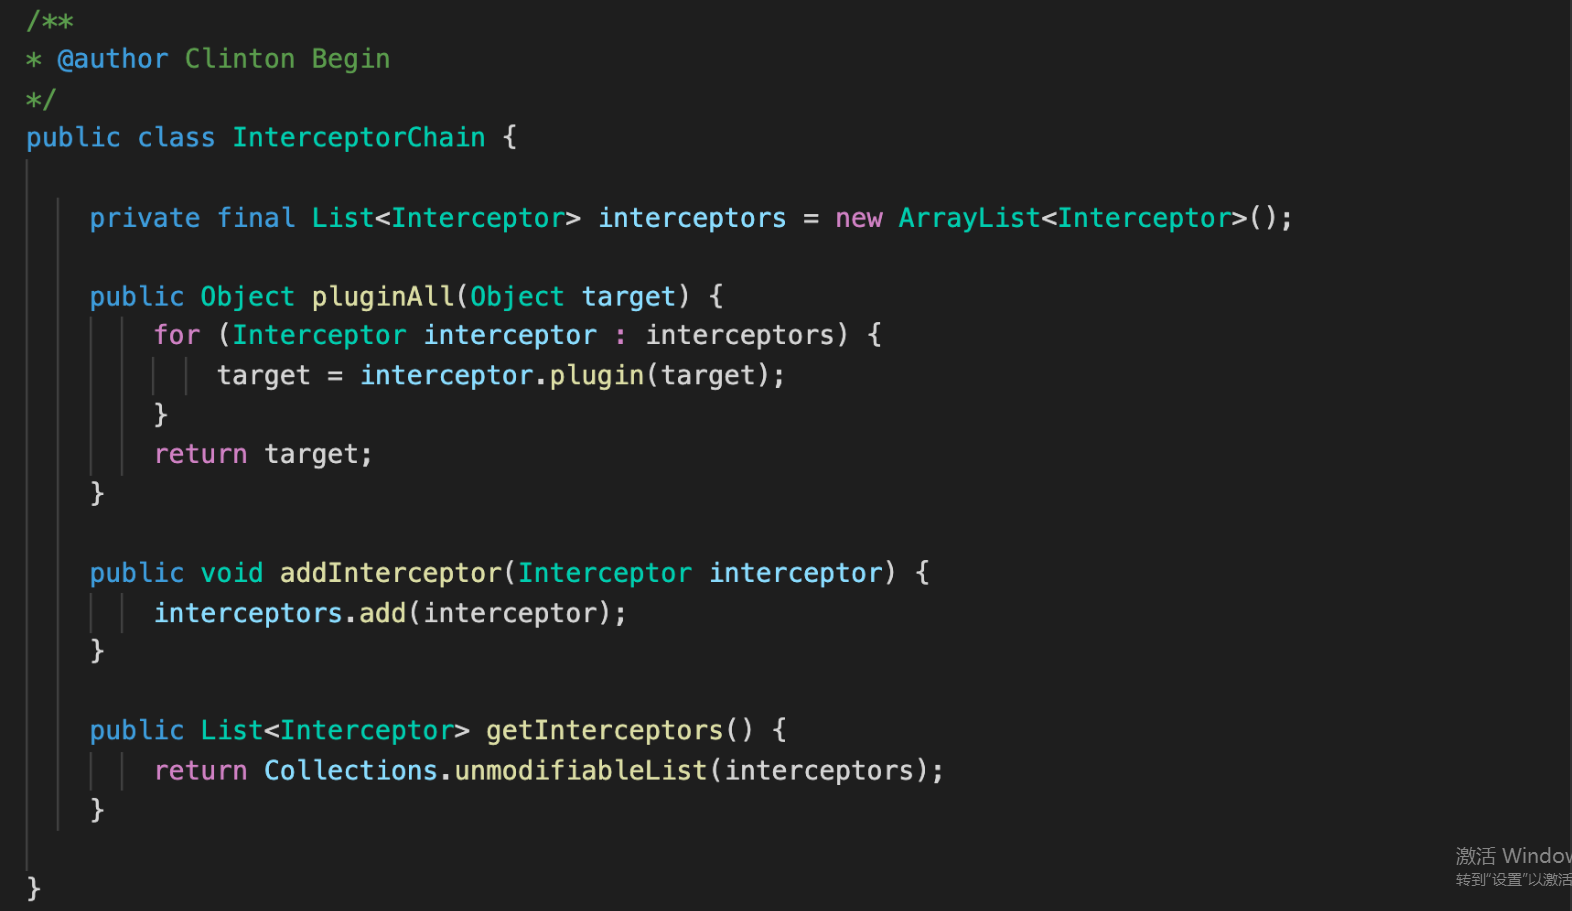 /**
* @author Clinton Begin
*/
public class InterceptorChain {
private final List<Interceptor> interceptors = new ArrayList<Interceptor>();
public Object pluginAll(Object target) {
for (Interceptor interceptor : interceptors) {
target = interceptor.plugin(target);
}
return target;
}
public void addInterceptor(Interceptor interceptor) {
interceptors.add(interceptor);
}
public List<Interceptor> getInterceptors() {
return Collections.unmodifiableList(interceptors);
}
}
激活 Window
转到“设置”以激活